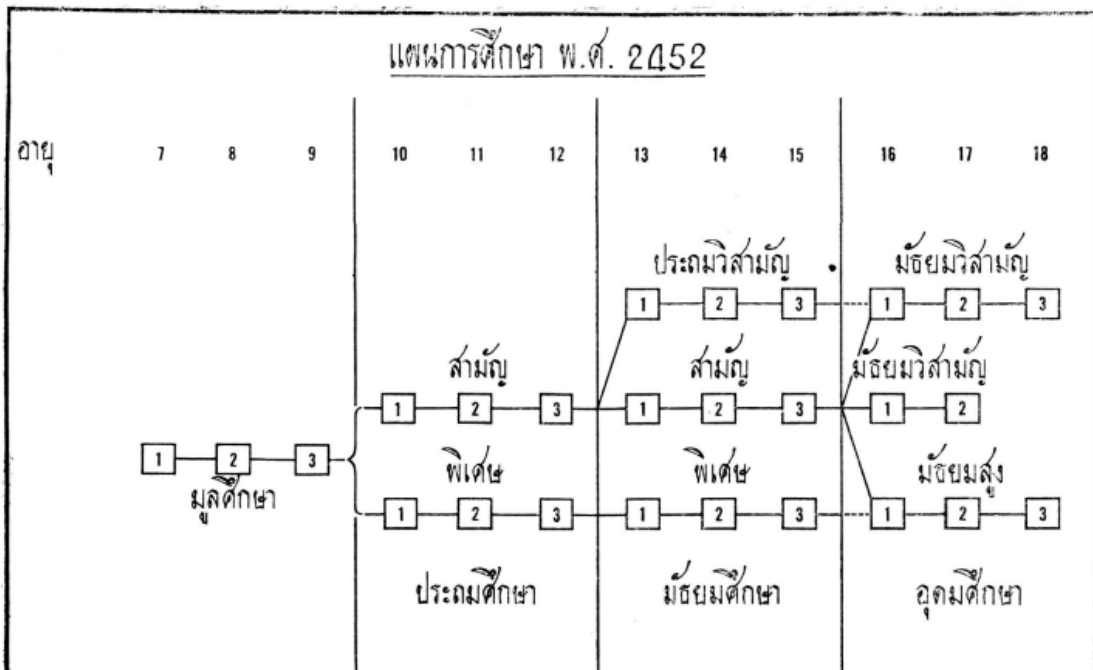 แผนการศึกษา พ.ศ. 2452
อายุ 7 8 9 10 11 12 13 14 15 16 17 18
ประถมวิสามัญ มัธยมวิสามัญ
1 2 3 1 2 3
สามัญ สามัญ มัธยมวิสามัญ
1 2 3 1 2 3 1 2
1 2 3
มูลศึกษา
พิเศษ พิเศษ มัธยมสูง
1 2 3 1 2 3 1 2 3
ประถมศึกษา มัธยมศึกษา อุดมศึกษา